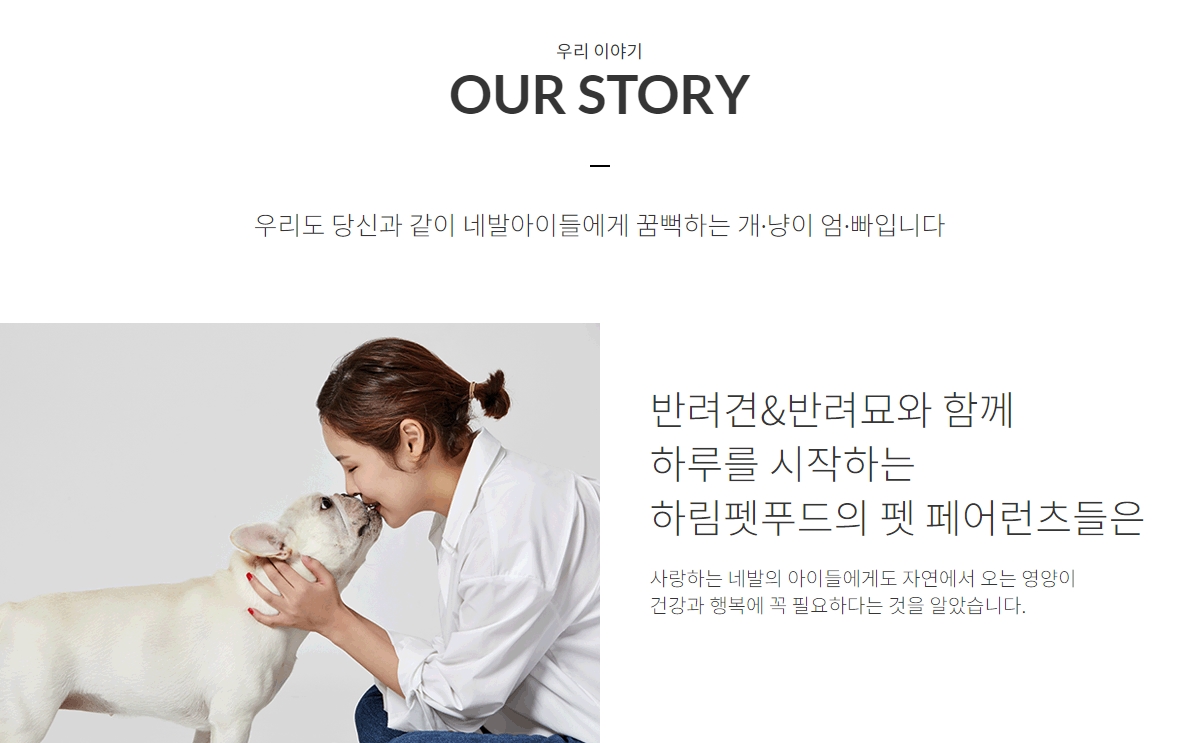 우리 이야기
OUR STORY
우리도 당신과 같이 네발아이들에게 꿈뻑하는 개·냥이 엄·빠입니다
반려견&반려묘와 함께
하루를 시작하는
하림펫푸드의 펫 페어런츠들은
사랑하는 네발의 아이들에게도 자연에서 오는 영양이
건강과 행복에 꼭 필요하다는 것을 알았습니다.